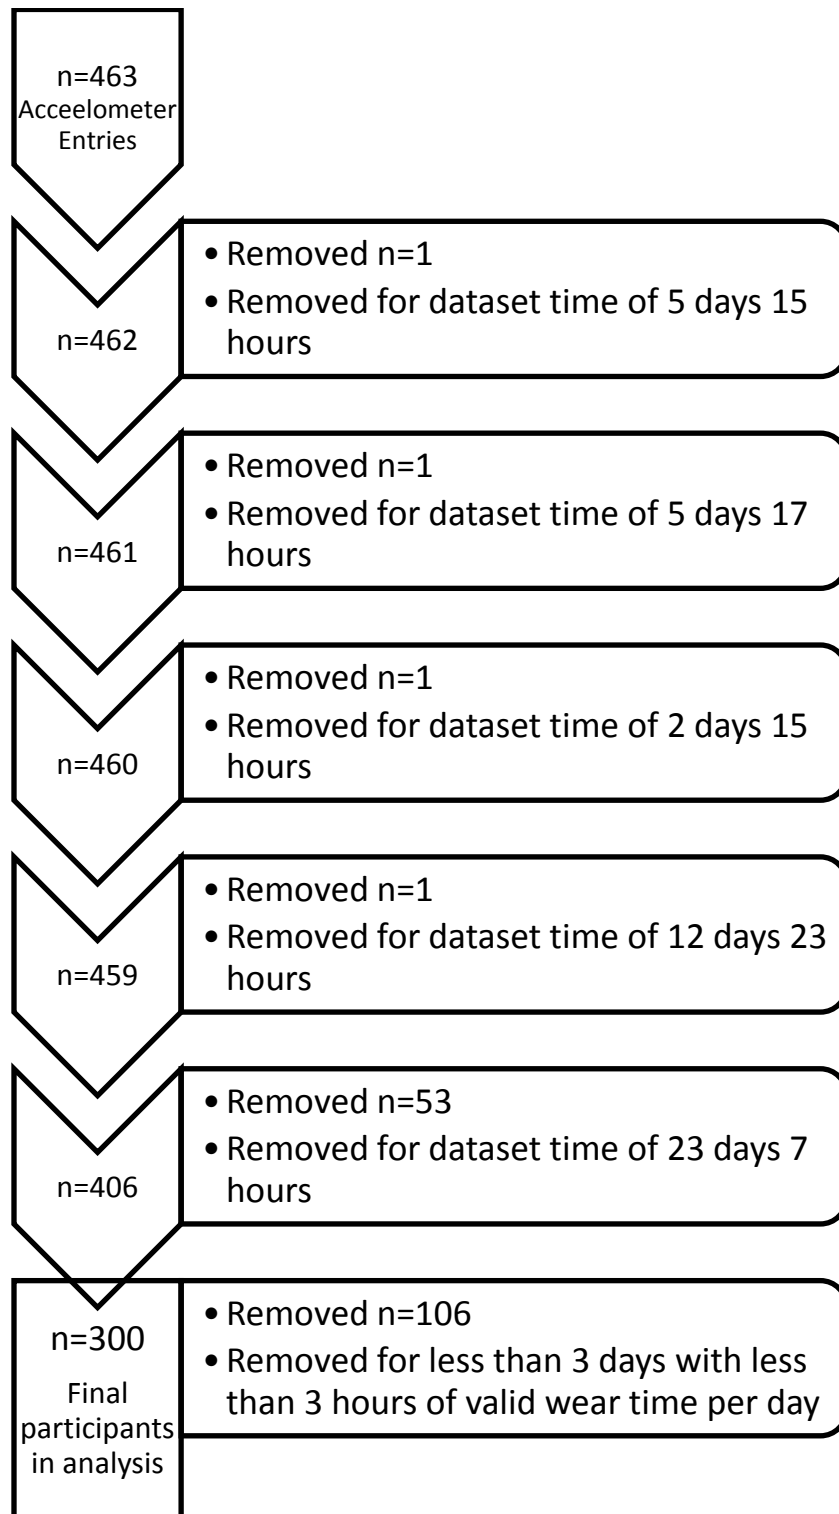 n=463
Acceelometer
Entries
• Removed n=1
• Removed for dataset time of 5 days 15
hours
n=462
• Removed n=1
• Removed for dataset time of 5 days 17
hours
n=461
• Removed n=1
• Removed for dataset time of 2 days 15
hours
n=460
• Removed n=1
• Removed for dataset time of 12 days 23
hours
n=459
• Removed n=53
• Removed for dataset time of 23 days 7
hours
n=406
n=300
Final
participants
in analysis
• Removed n=106
• Removed for less than 3 days with less
than 3 hours of valid wear time per day